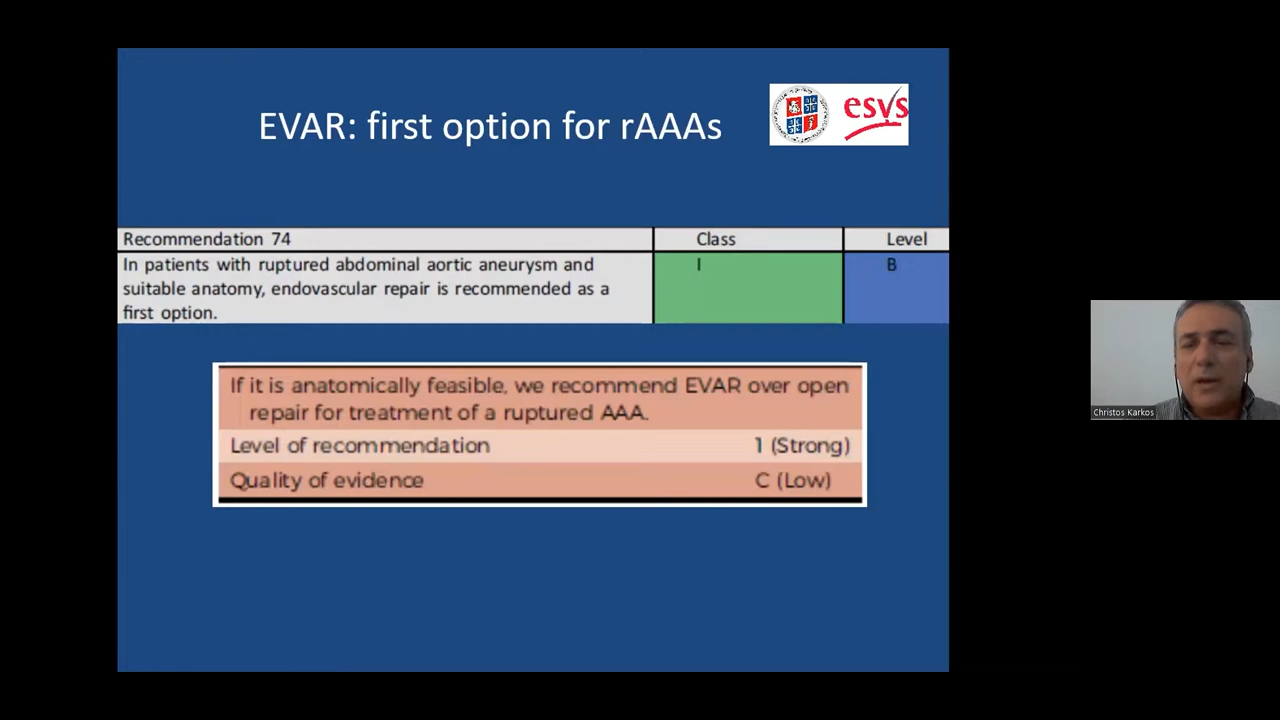 EVAR: first option for rAAAs
esvs
Recommendation 74 Class Level
In patients with ruptured abdominal aortic aneurysm and I B
suitable anatomy, endovascular repair is recommended as a
first option.
If it is anatomically feasible, we recommend EVAR over open
repair for treatment of a ruptured AAA.
Level of recommendation 1 (Strong)
Quality of evidence C (Low)
Christos Karkos